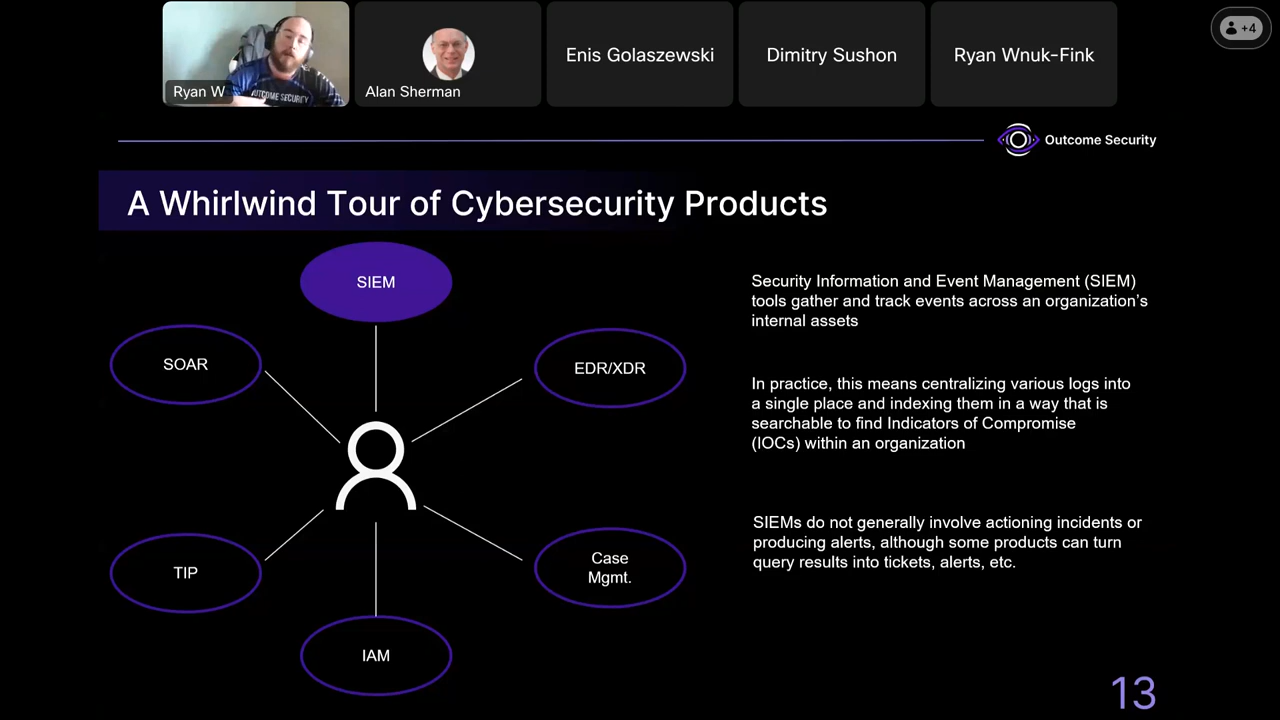 Ryan W
Alan Sherman
Enis Golaszewski
Dimitry Sushon
Ryan Wnuk-Fink
+4
OUTCOME SECURITY
Outcome Security
A Whirlwind Tour of Cybersecurity Products
SIEM
SOAR
EDR/XDR
TIP
Case
Mgmt.
IAM
Security Information and Event Management (SIEM)
tools gather and track events across an organization’s
internal assets
In practice, this means centralizing various logs into
a single place and indexing them in a way that is
searchable to find Indicators of Compromise
(IOCs) within an organization
SIEMs do not generally involve actioning incidents or
producing alerts, although some products can turn
query results into tickets, alerts, etc.
13